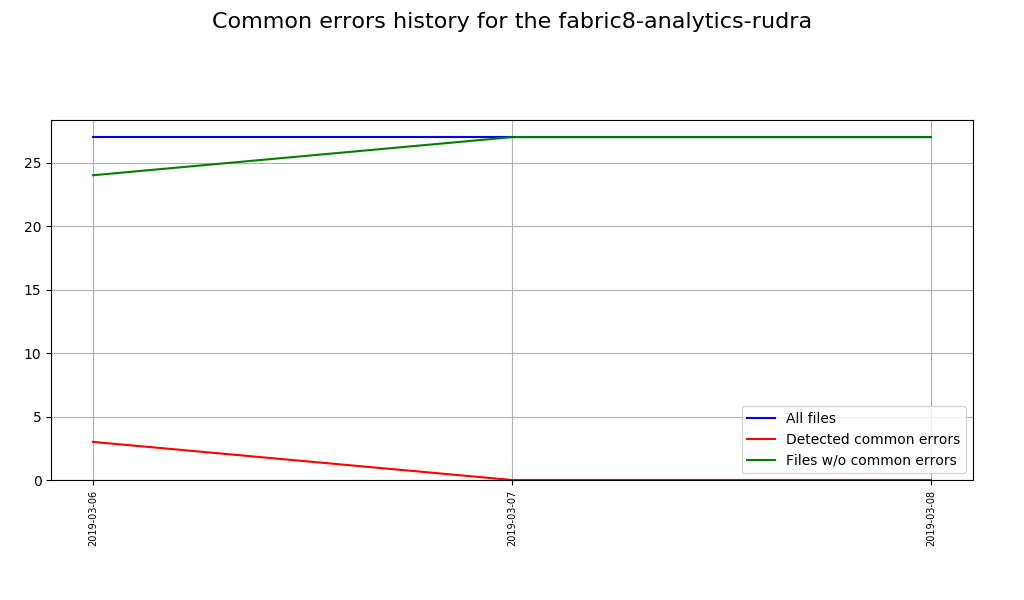 Common errors history for the fabric8-analytics-rudra
25
20
15
10
5
0
All files
Detected common errors
Files w/o common errors
2019-03-06
2019-03-07
2019-03-08